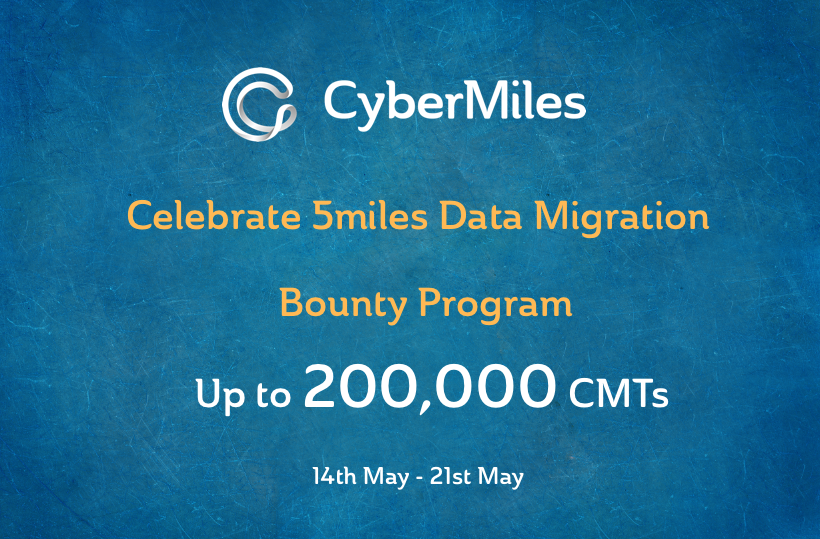 CyberMiles
Celebrate 5miles Data Migration
Bounty Program
Up to 200,000 CMTs
14th May - 21st May